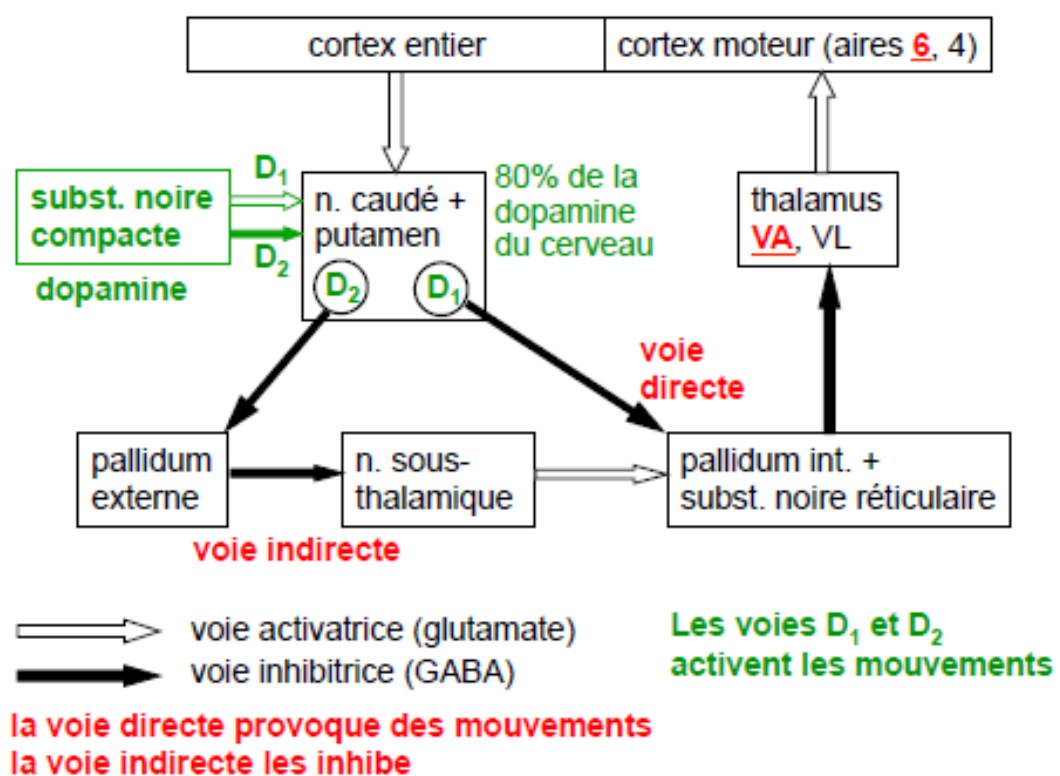 cortex entier
cortex moteur (aires 6, 4)
D1
subst. noire
compacte
D2
dopamine
n. caudé +
putamen
D2
D1
80% de la
dopamine
du cerveau
thalamus
VA, VL
voie
directe
pallidum
externe
n. sous-
thalamique
pallidum int. +
subst. noire réticulaire
voie indirecte
voie activatrice (glutamate)
voie inhibitrice (GABA)
Les voies D1 et D2
activent les mouvements
la voie directe provoque des mouvements
la voie indirecte les inhibe